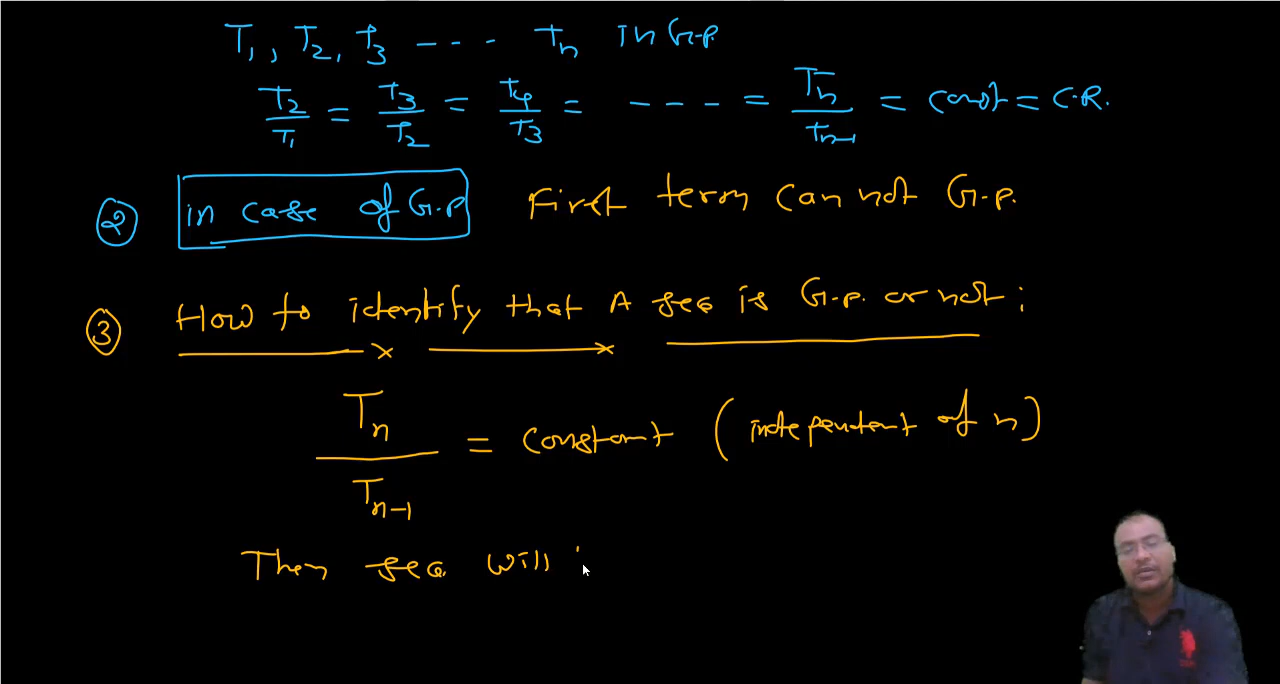 T₁, T₂, T₃ - - - Tₙ in G.P
T₂/T₁ = T₃/T₂ = T₄/T₃ = - - - - = Tₙ/Tₙ₋₁ = const = C.R.
② in case of G.P First term can not G.P.
③ How to identify that A seq is G.P. or not :
Tₙ/Tₙ₋₁ = constant (independent of n)
Then seq. will